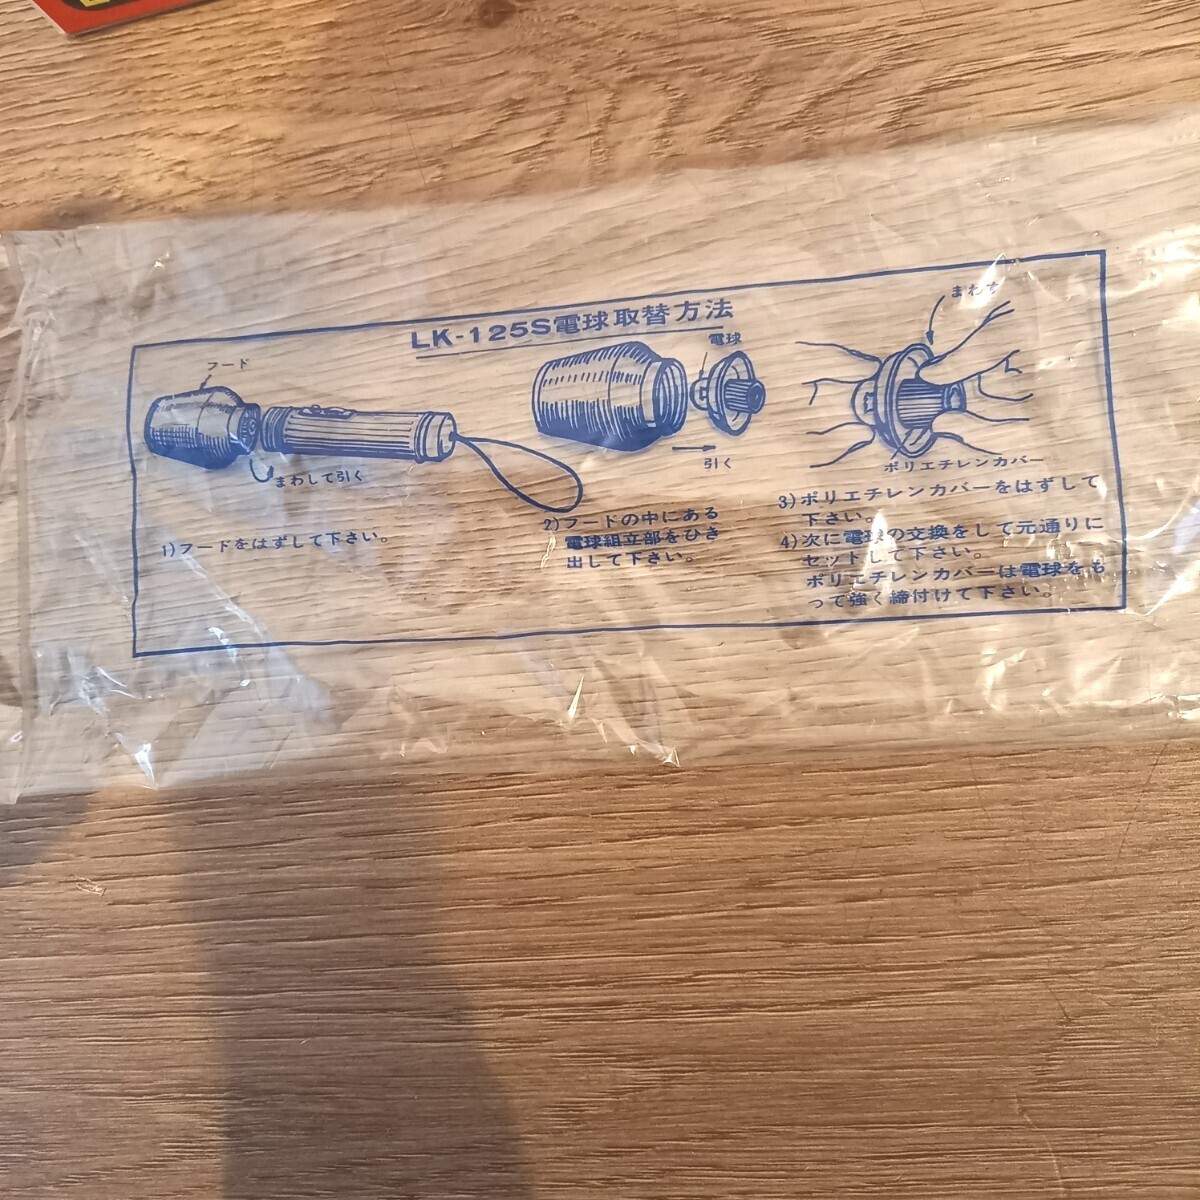 LK-125S電球取替方法
フード
まわして引く
1)フードをはずして下さい。
電球
引く
2)フードの中にある
電球組立部をひき
出して下さい。
まわす
ポリエチレンカバー
3)ポリエチレンカバーをはずして
下さい。
4)次に電球の交換をして元通りに
セットして下さい。
ポリエチレンカバーは電球をも
って強く締付けて下さい。